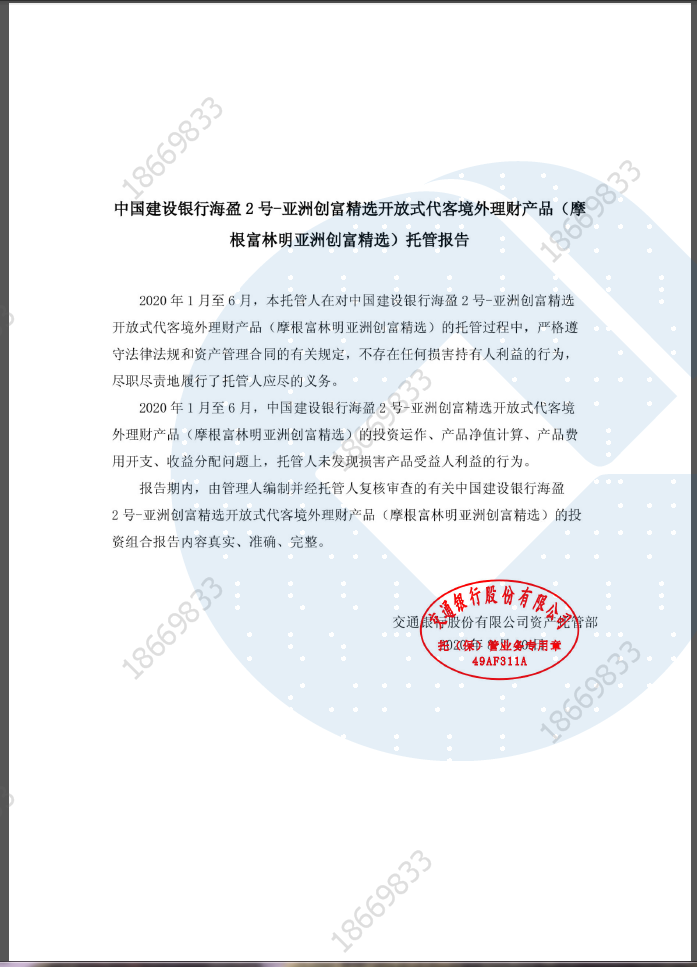 中国建设银行海盈 2 号-亚洲创富精选开放式代客境外理财产品（摩
根富林明亚洲创富精选）托管报告
2020 年 1 月至 6 月，本托管人在对中国建设银行海盈 2 号-亚洲创富精选
开放式代客境外理财产品（摩根富林明亚洲创富精选）的托管过程中，严格遵
守法律法规和资产管理合同的有关规定，不存在任何损害持有人利益的行为，
尽职尽责地履行了托管人应尽的义务。
2020 年 1 月至 6 月，中国建设银行海盈 2 号-亚洲创富精选开放式代客境
外理财产品（摩根富林明亚洲创富精选）的投资运作、产品净值计算、产品费
用开支、收益分配问题上，托管人未发现损害产品受益人利益的行为。
报告期内，由管理人编制并经托管人复核审查的有关中国建设银行海盈
2 号-亚洲创富精选开放式代客境外理财产品（摩根富林明亚洲创富精选）的投
资组合报告内容真实、准确、完整。
交通银行股份有限公司资产托管部
交通银行股份有限公司
托（保）管业务专用章
49AF311A
18669833
18669833
18669833
18669833
18669833
18669833